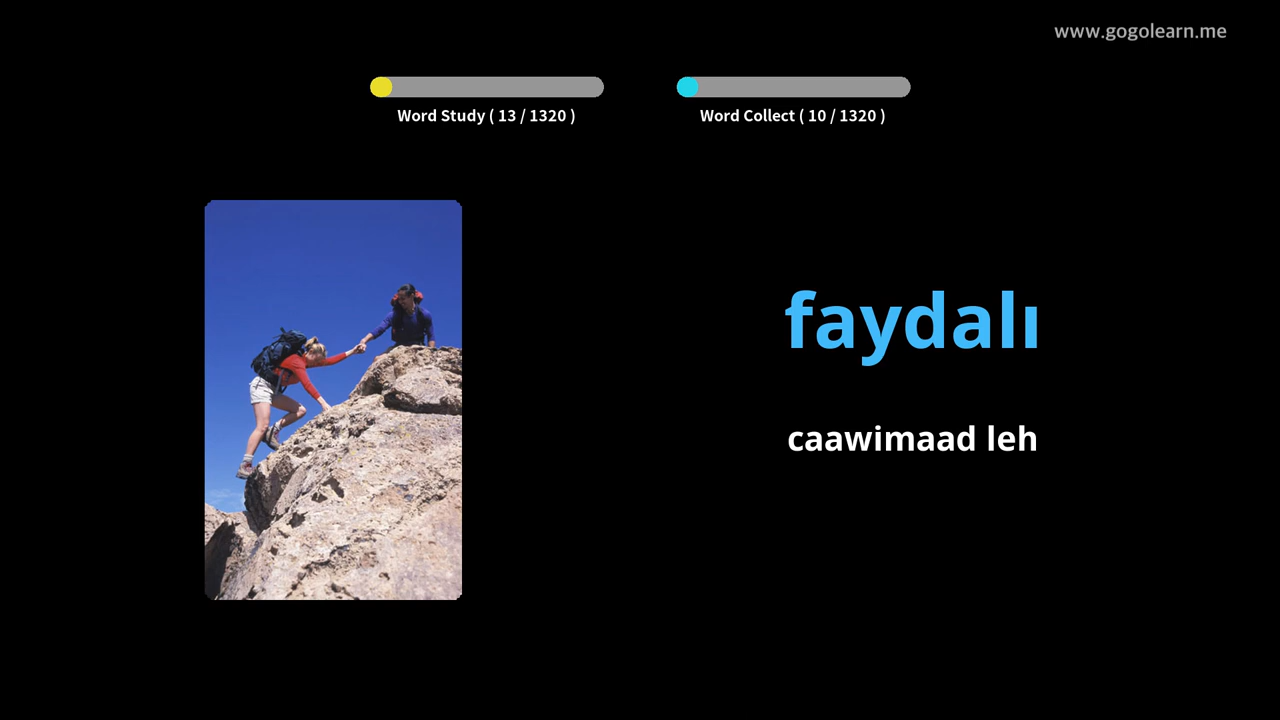 www.gogolearn.me
Word Study ( 13 / 1320 )
Word Collect ( 10 / 1320 )
faydalı
caawimaad leh